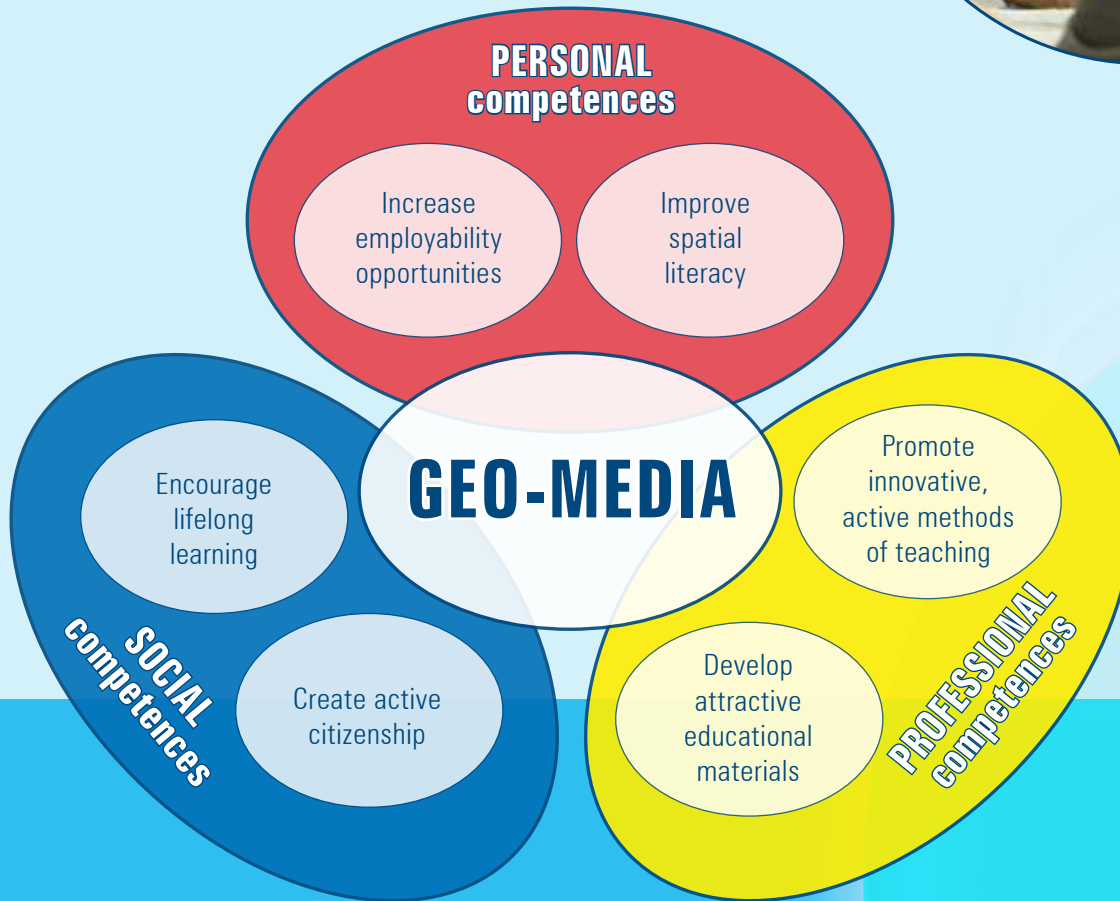 PERSONAL
competences
Increase
employability
opportunities
Improve
spatial
literacy
GEO-MEDIA
Encourage
lifelong
learning
Create active
citizenship
SOCIAL
competences
Promote
innovative,
active methods
of teaching
Develop
attractive
educational
materials
PROFESSIONAL
competences